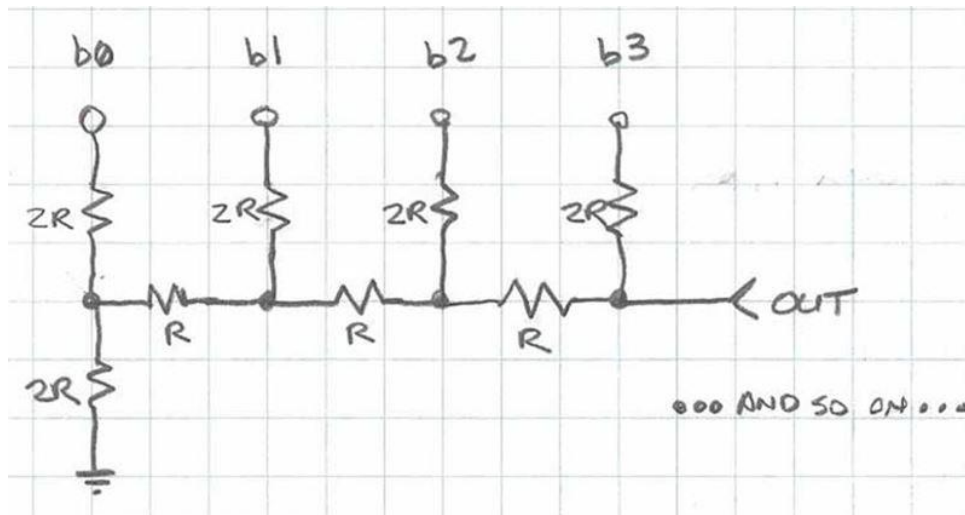 b0 b1 b2 b3
2R 2R 2R 2R
R R R OUT
2R
... AND SO ON ...